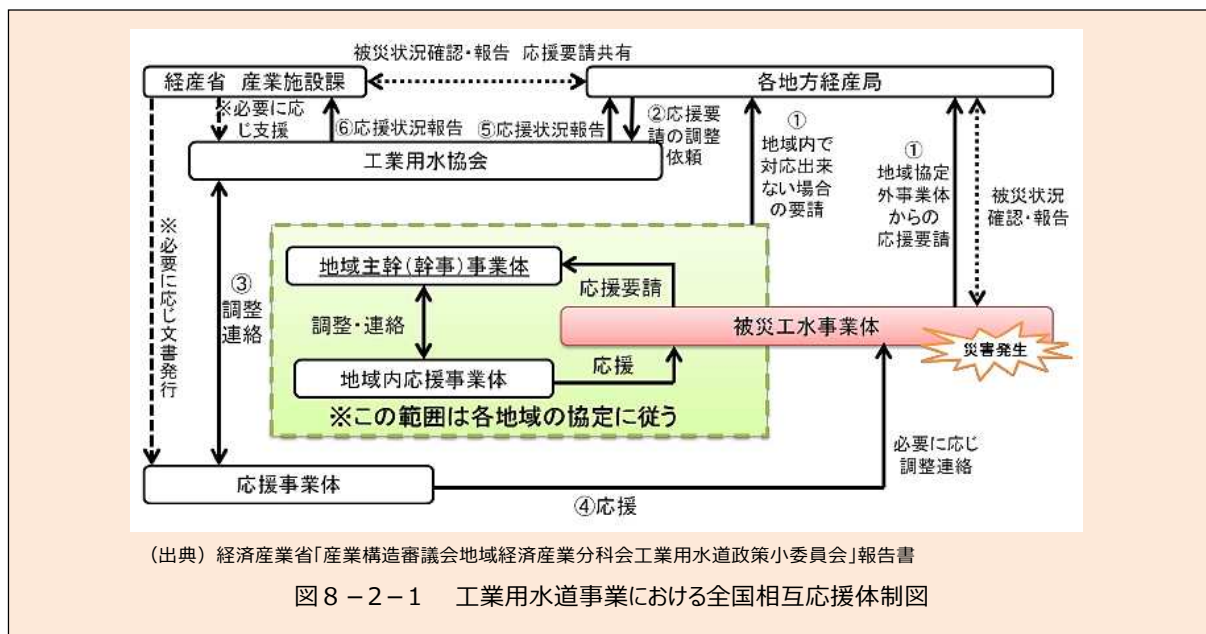 被災状況確認・報告 応援要請共有
経産省 産業施設課
各地方経産局
※必要に応
じ支援
⑥応援状況報告
⑤応援状況報告
②応援要
請の調整
依頼
工業用水協会
①
地域内で
対応出来
ない場合
の要請
①
地域協定
外事業体
からの
応援要請
被災状況
確認・報告
※必要に応じ文書発行
③
調整
連絡
地域主幹(幹事)事業体
応援要請
調整・連絡
被災工水事業体
災害発生
地域内応援事業体
応援
※この範囲は各地域の協定に従う
必要に応じ
調整連絡
応援事業体
④応援
（出典）経済産業省「産業構造審議会地域経済産業分科会工業用水道政策小委員会」報告書
図８－２－１ 工業用水道事業における全国相互応援体制図